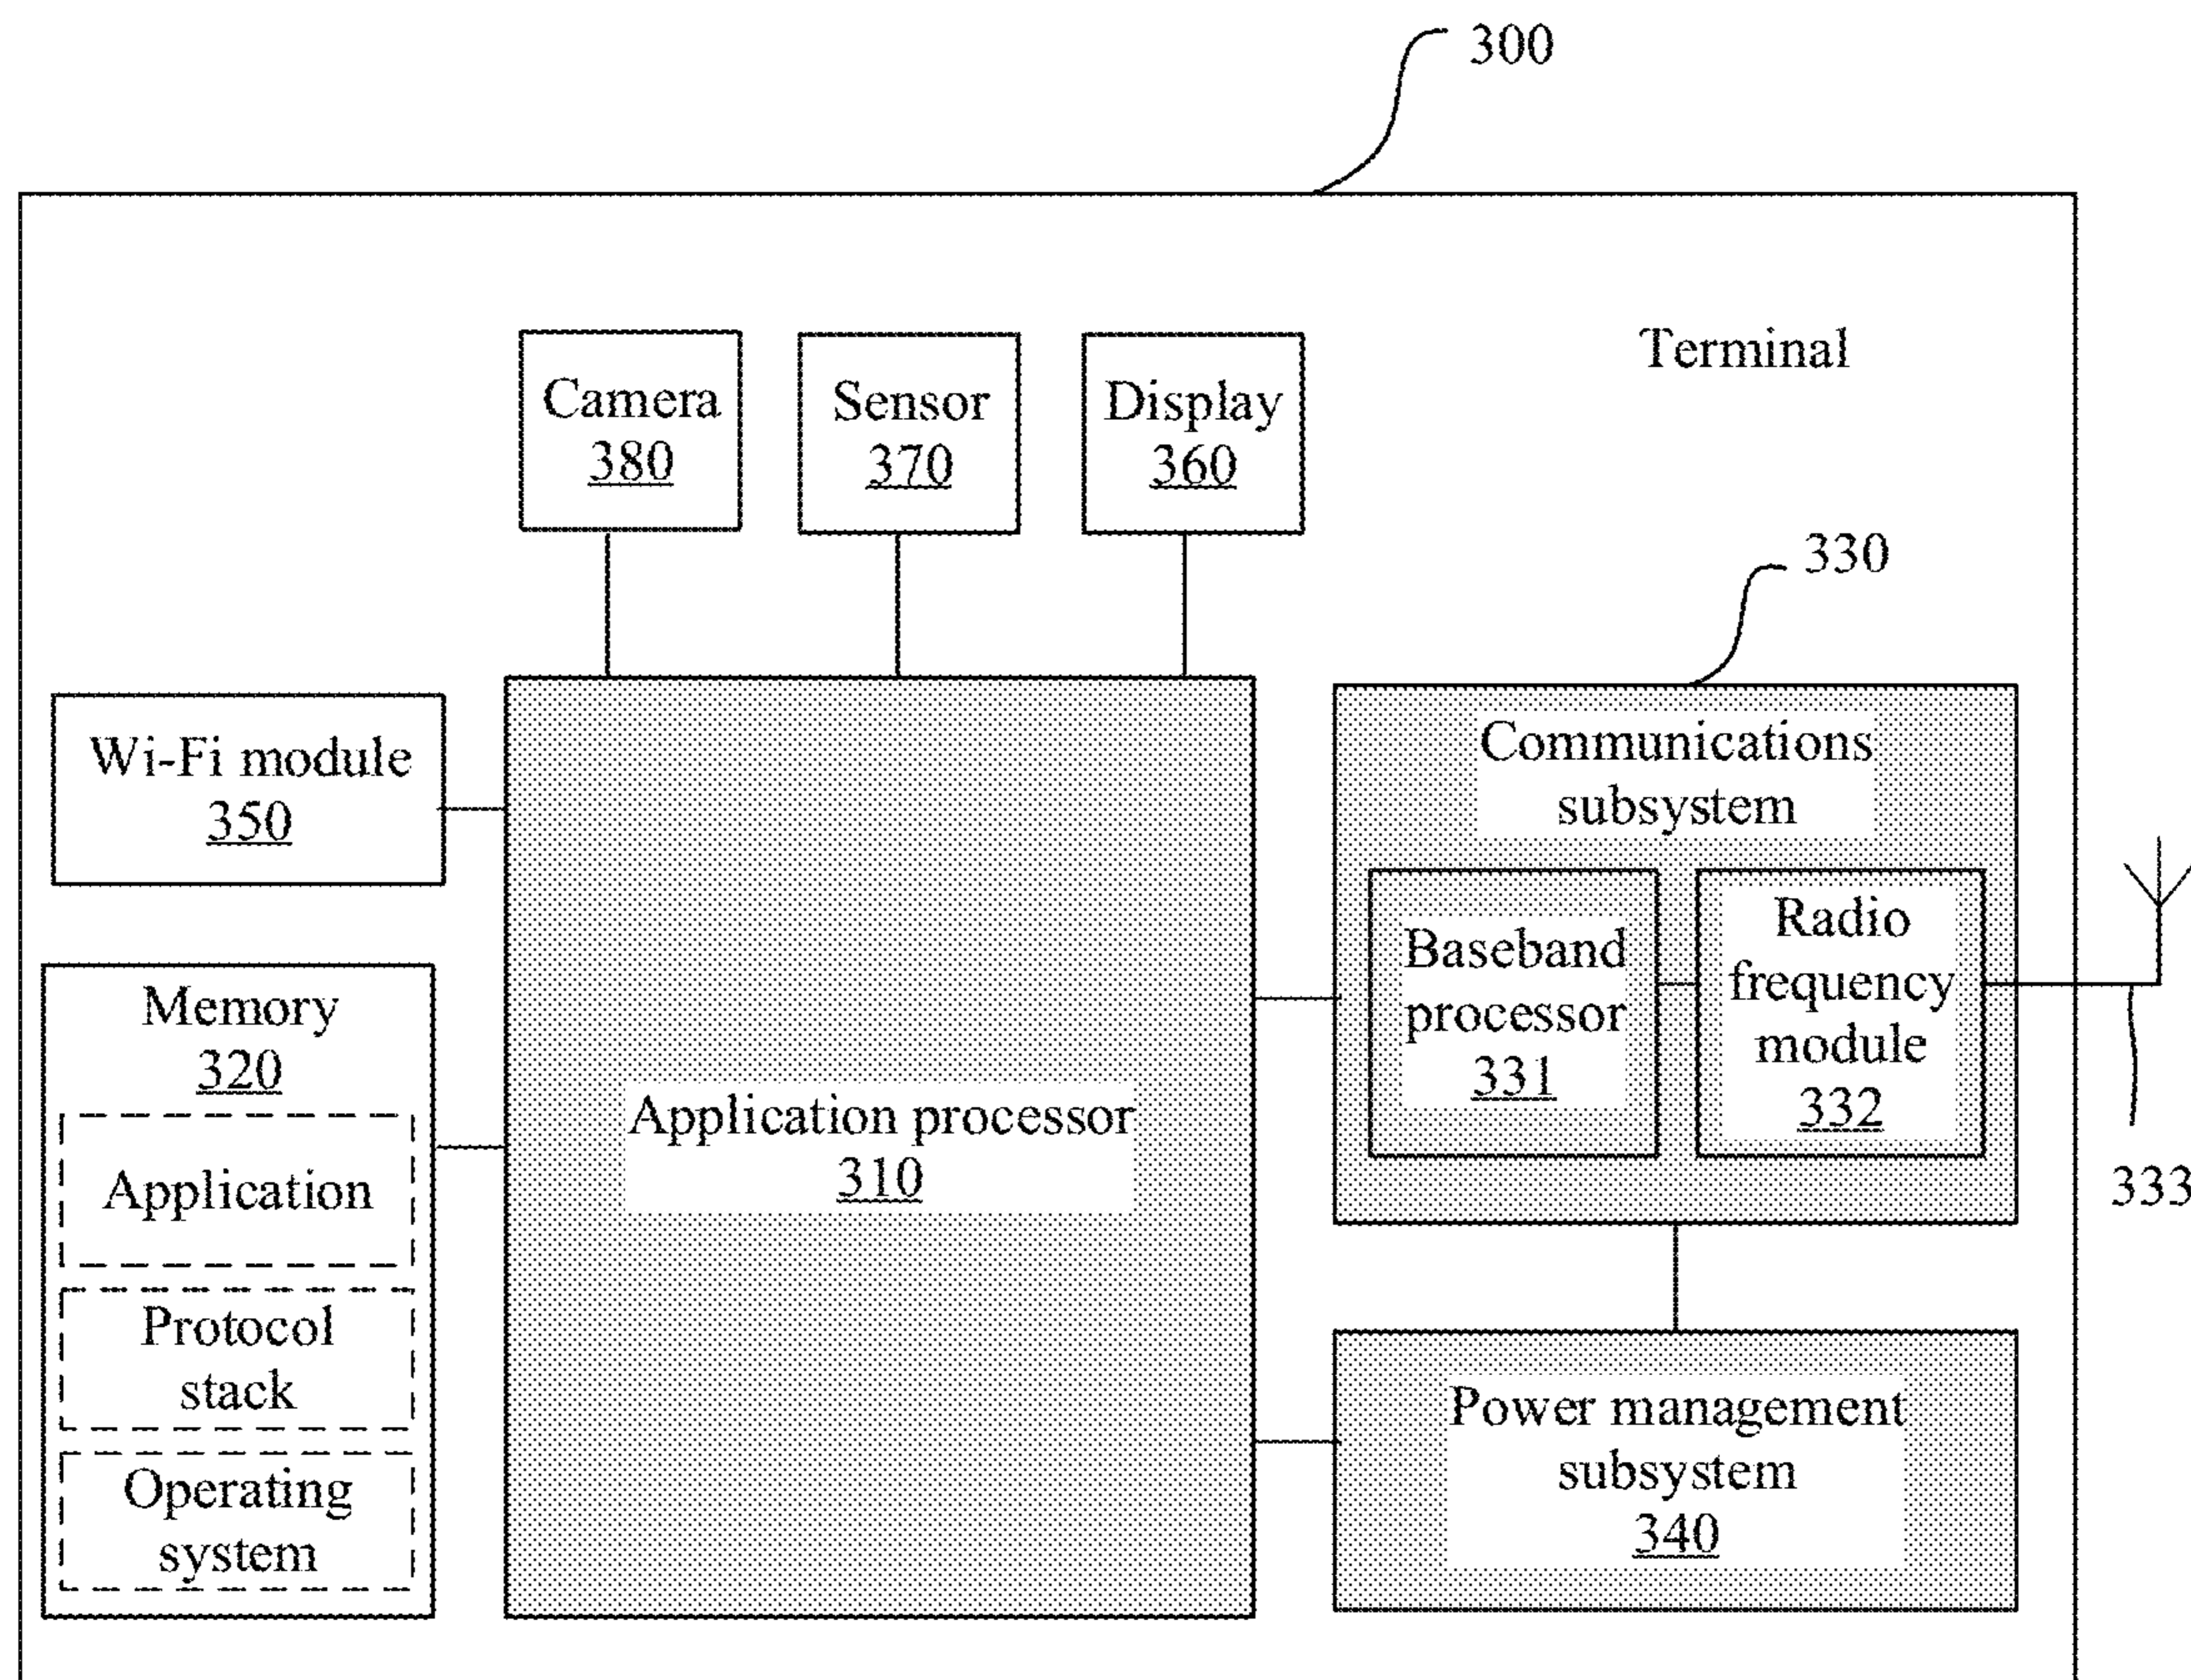 300
Terminal
Camera
380
Sensor
370
Display
360
330
Wi-Fi module
350
Communications
subsystem
Baseband
processor
331
Radio
frequency
module
332
333
Memory
320
Application
Protocol
stack
Operating
system
Application processor
310
Power management
subsystem
340